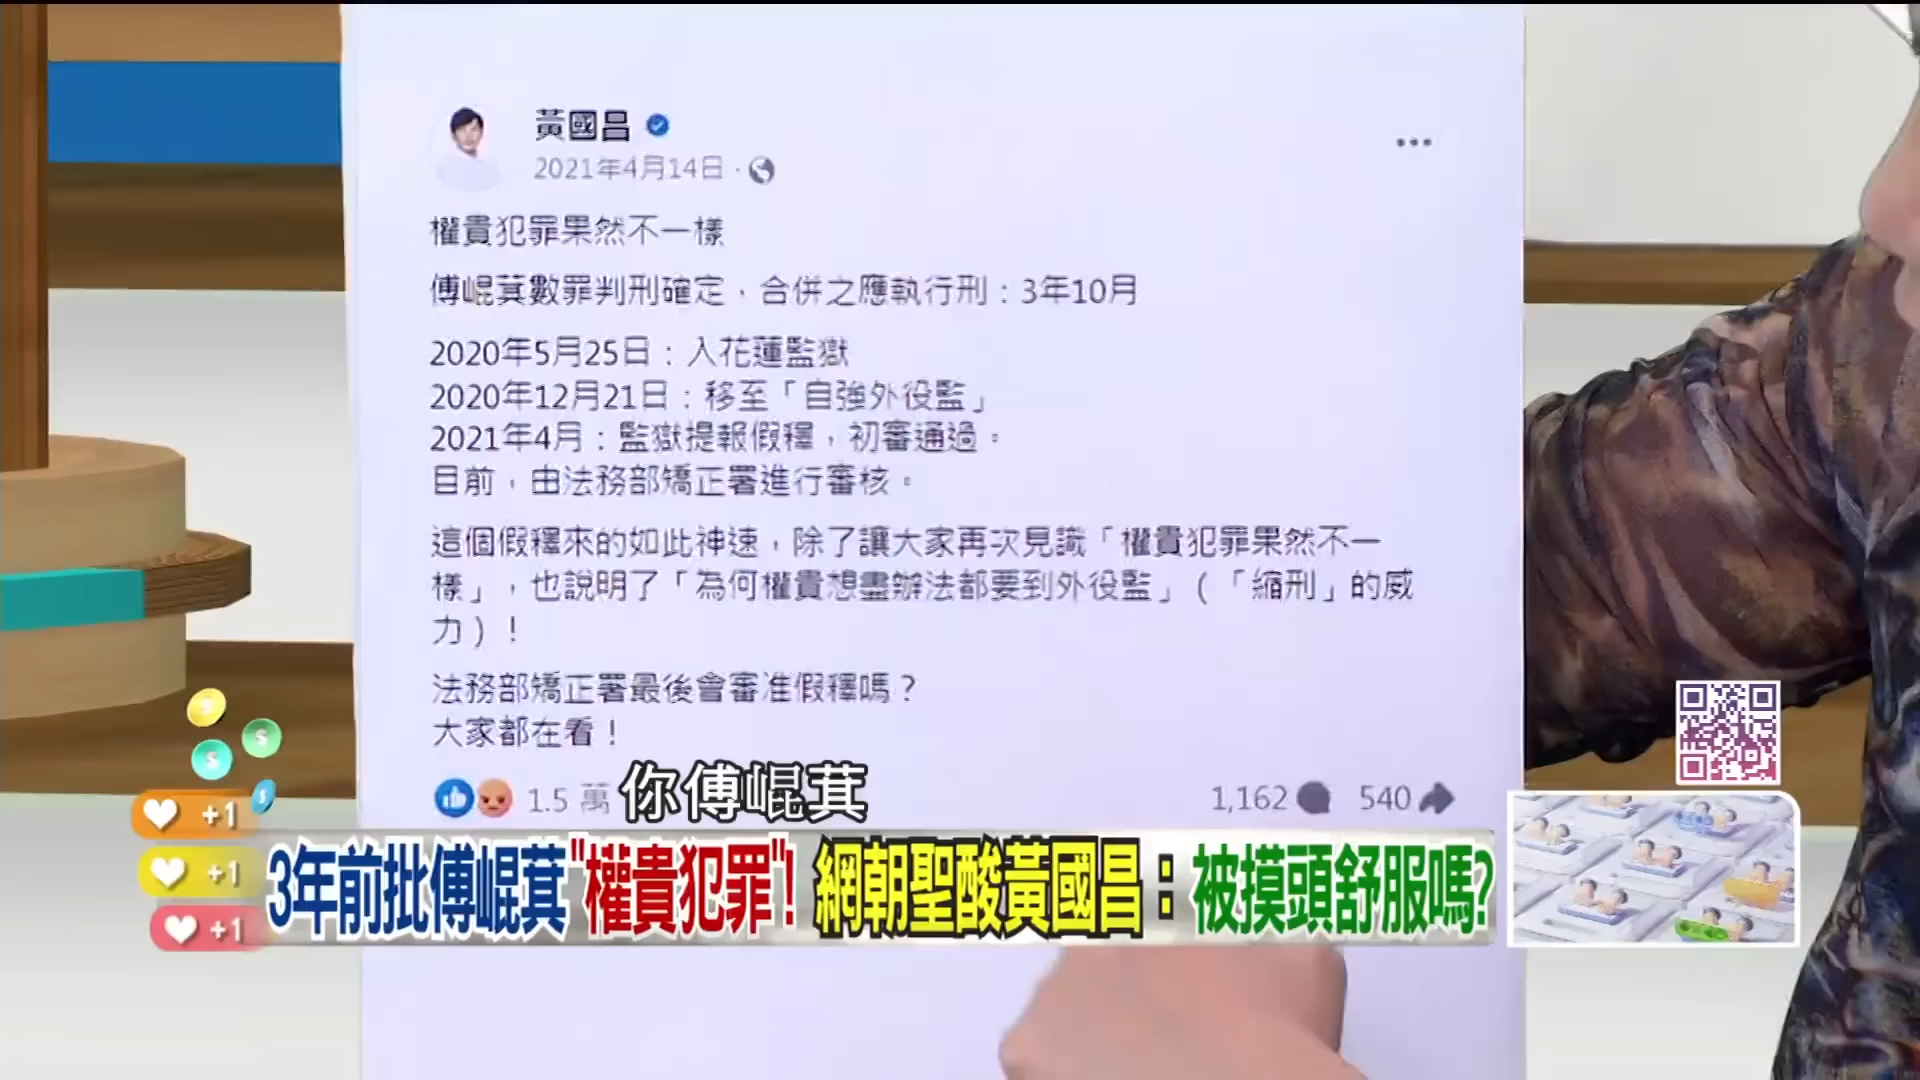 黃國昌
2021年4月14日 ·
權貴犯罪果然不一樣
傅崐萁數罪判刑確定，合併之應執行刑：3年10月
2020年5月25日：入花蓮監獄
2020年12月21日：移至「自強外役監」
2021年4月：監獄提報假釋，初審通過。
目前，由法務部矯正署進行審核。
這個假釋來的如此神速，除了讓大家再次見識「權貴犯罪果然不一
樣」，也說明了「為何權貴想盡辦法都要到外役監」（「縮刑」的威
力）！
法務部矯正署最後會審准假釋嗎？
大家都在看！
1.5 萬
1,162
540
你傅崐萁
+1
+1
+1
3年前批傅崐萁"權貴犯罪"! 網朝聖酸黃國昌：被摸頭舒服嗎?